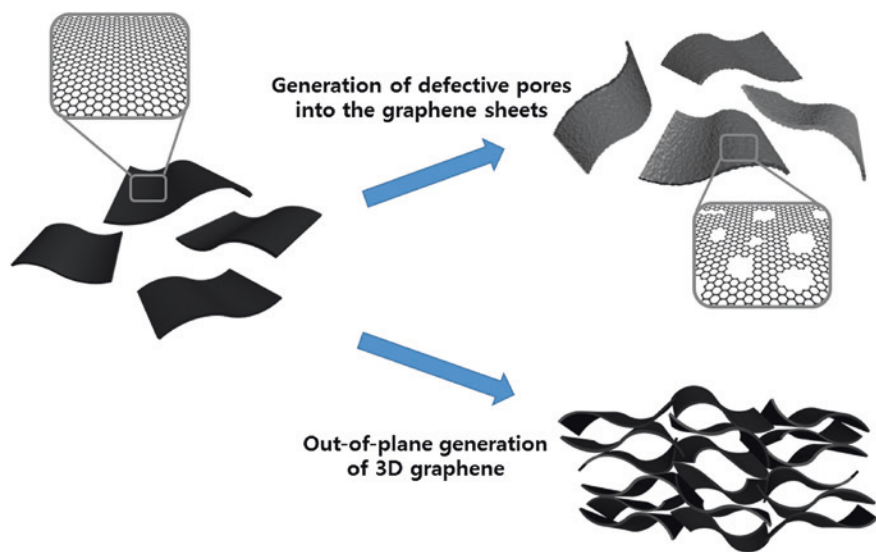 Generation of defective pores
into the graphene sheets
Out-of-plane generation
of 3D graphene